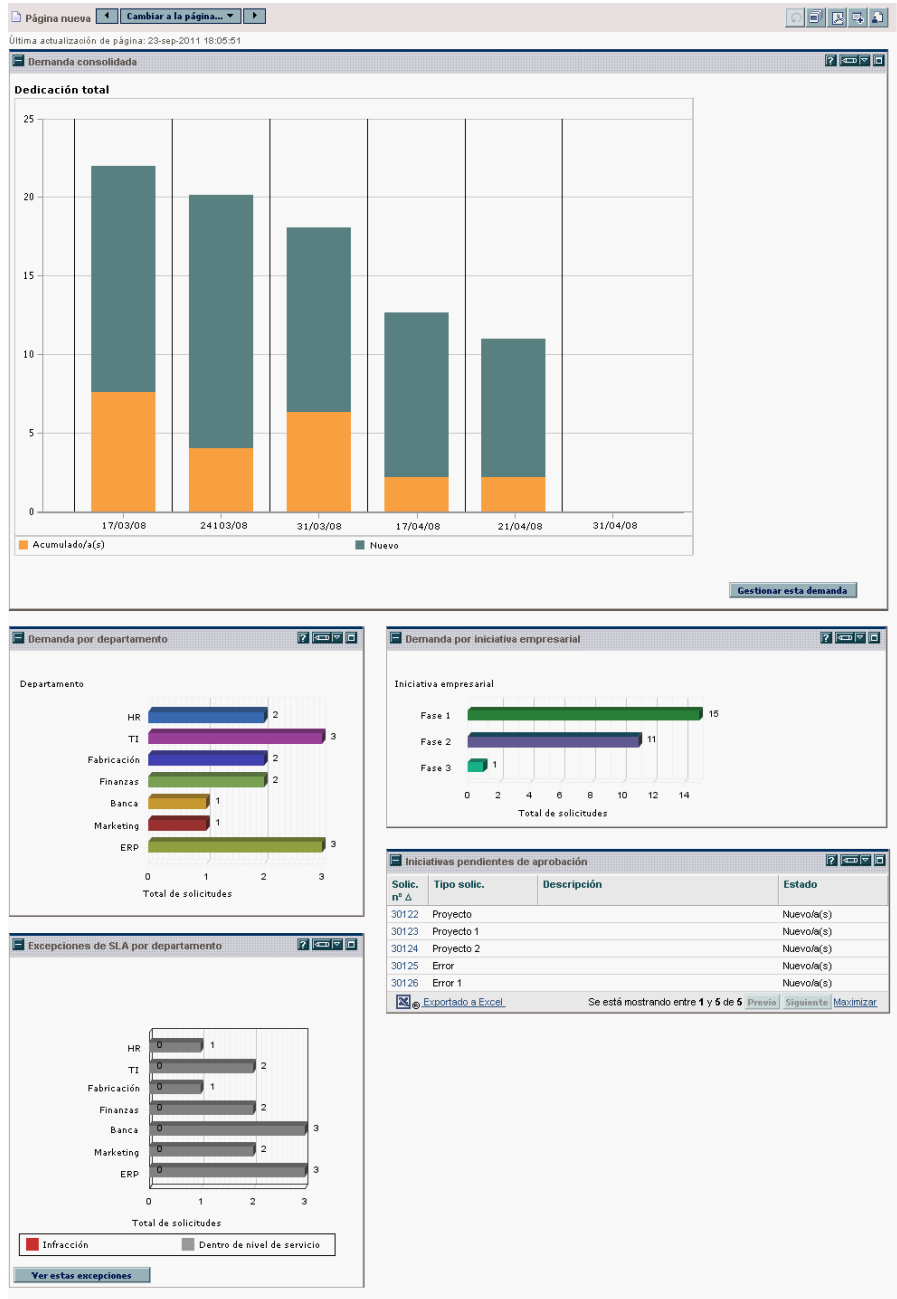 Página nueva Cambiar a la página...
Última actualización de página: 23-sep-2011 18:05:51
Demanda consolidada
Dedicación total
25
20
15
10
5
0
17/03/08 24103/08 31/03/08 17/04/08 21/04/08 31/04/08
Acumulado/a(s) Nuevo
Gestionar esta demanda
Demanda por departamento
Departamento
HR 2
TI 3
Fabricación 2
Finanzas 2
Banca 1
Marketing 1
ERP 3
0 1 2 3
Total de solicitudes
Demanda por iniciativa empresarial
Iniciativa empresarial
Fase 1 15
Fase 2 11
Fase 3 1
0 2 4 6 8 10 12 14
Total de solicitudes
Iniciativas pendientes de aprobación
Solic. nº Tipo solic. Descripción Estado
30122 Proyecto Nuevo/a(s)
30123 Proyecto 1 Nuevo/a(s)
30124 Proyecto 2 Nuevo/a(s)
30125 Error Nuevo/a(s)
30126 Error 1 Nuevo/a(s)
® Exportado a Excel Se está mostrando entre 1 y 5 de 5 Previo Siguiente Maximizar
Excepciones de SLA por departamento
HR 0 1
TI 0 2
Fabricación 0 1
Finanzas 0 2
Banca 0 3
Marketing 0 2
ERP 0 3
0 1 2 3
Total de solicitudes
Infracción Dentro de nivel de servicio
Ver estas excepciones